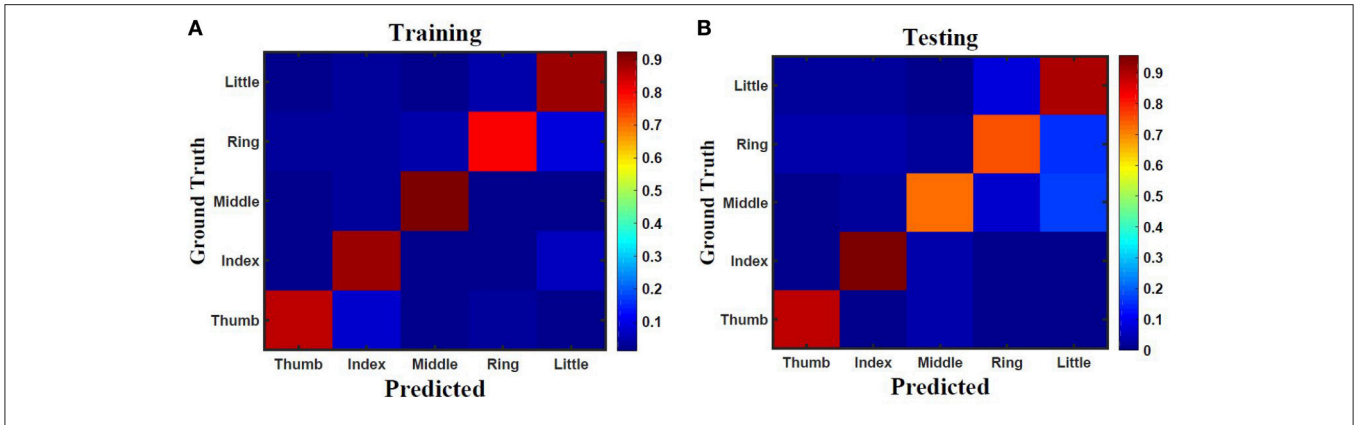 A
Training
Little
Ring
Middle
Index
Thumb
Ground Truth
Thumb Index Middle Ring Little
Predicted
0.9
0.8
0.7
0.6
0.5
0.4
0.3
0.2
0.1
B
Testing
Little
Ring
Middle
Index
Thumb
Ground Truth
Thumb Index Middle Ring Little
Predicted
0.9
0.8
0.7
0.6
0.5
0.4
0.3
0.2
0.1
0